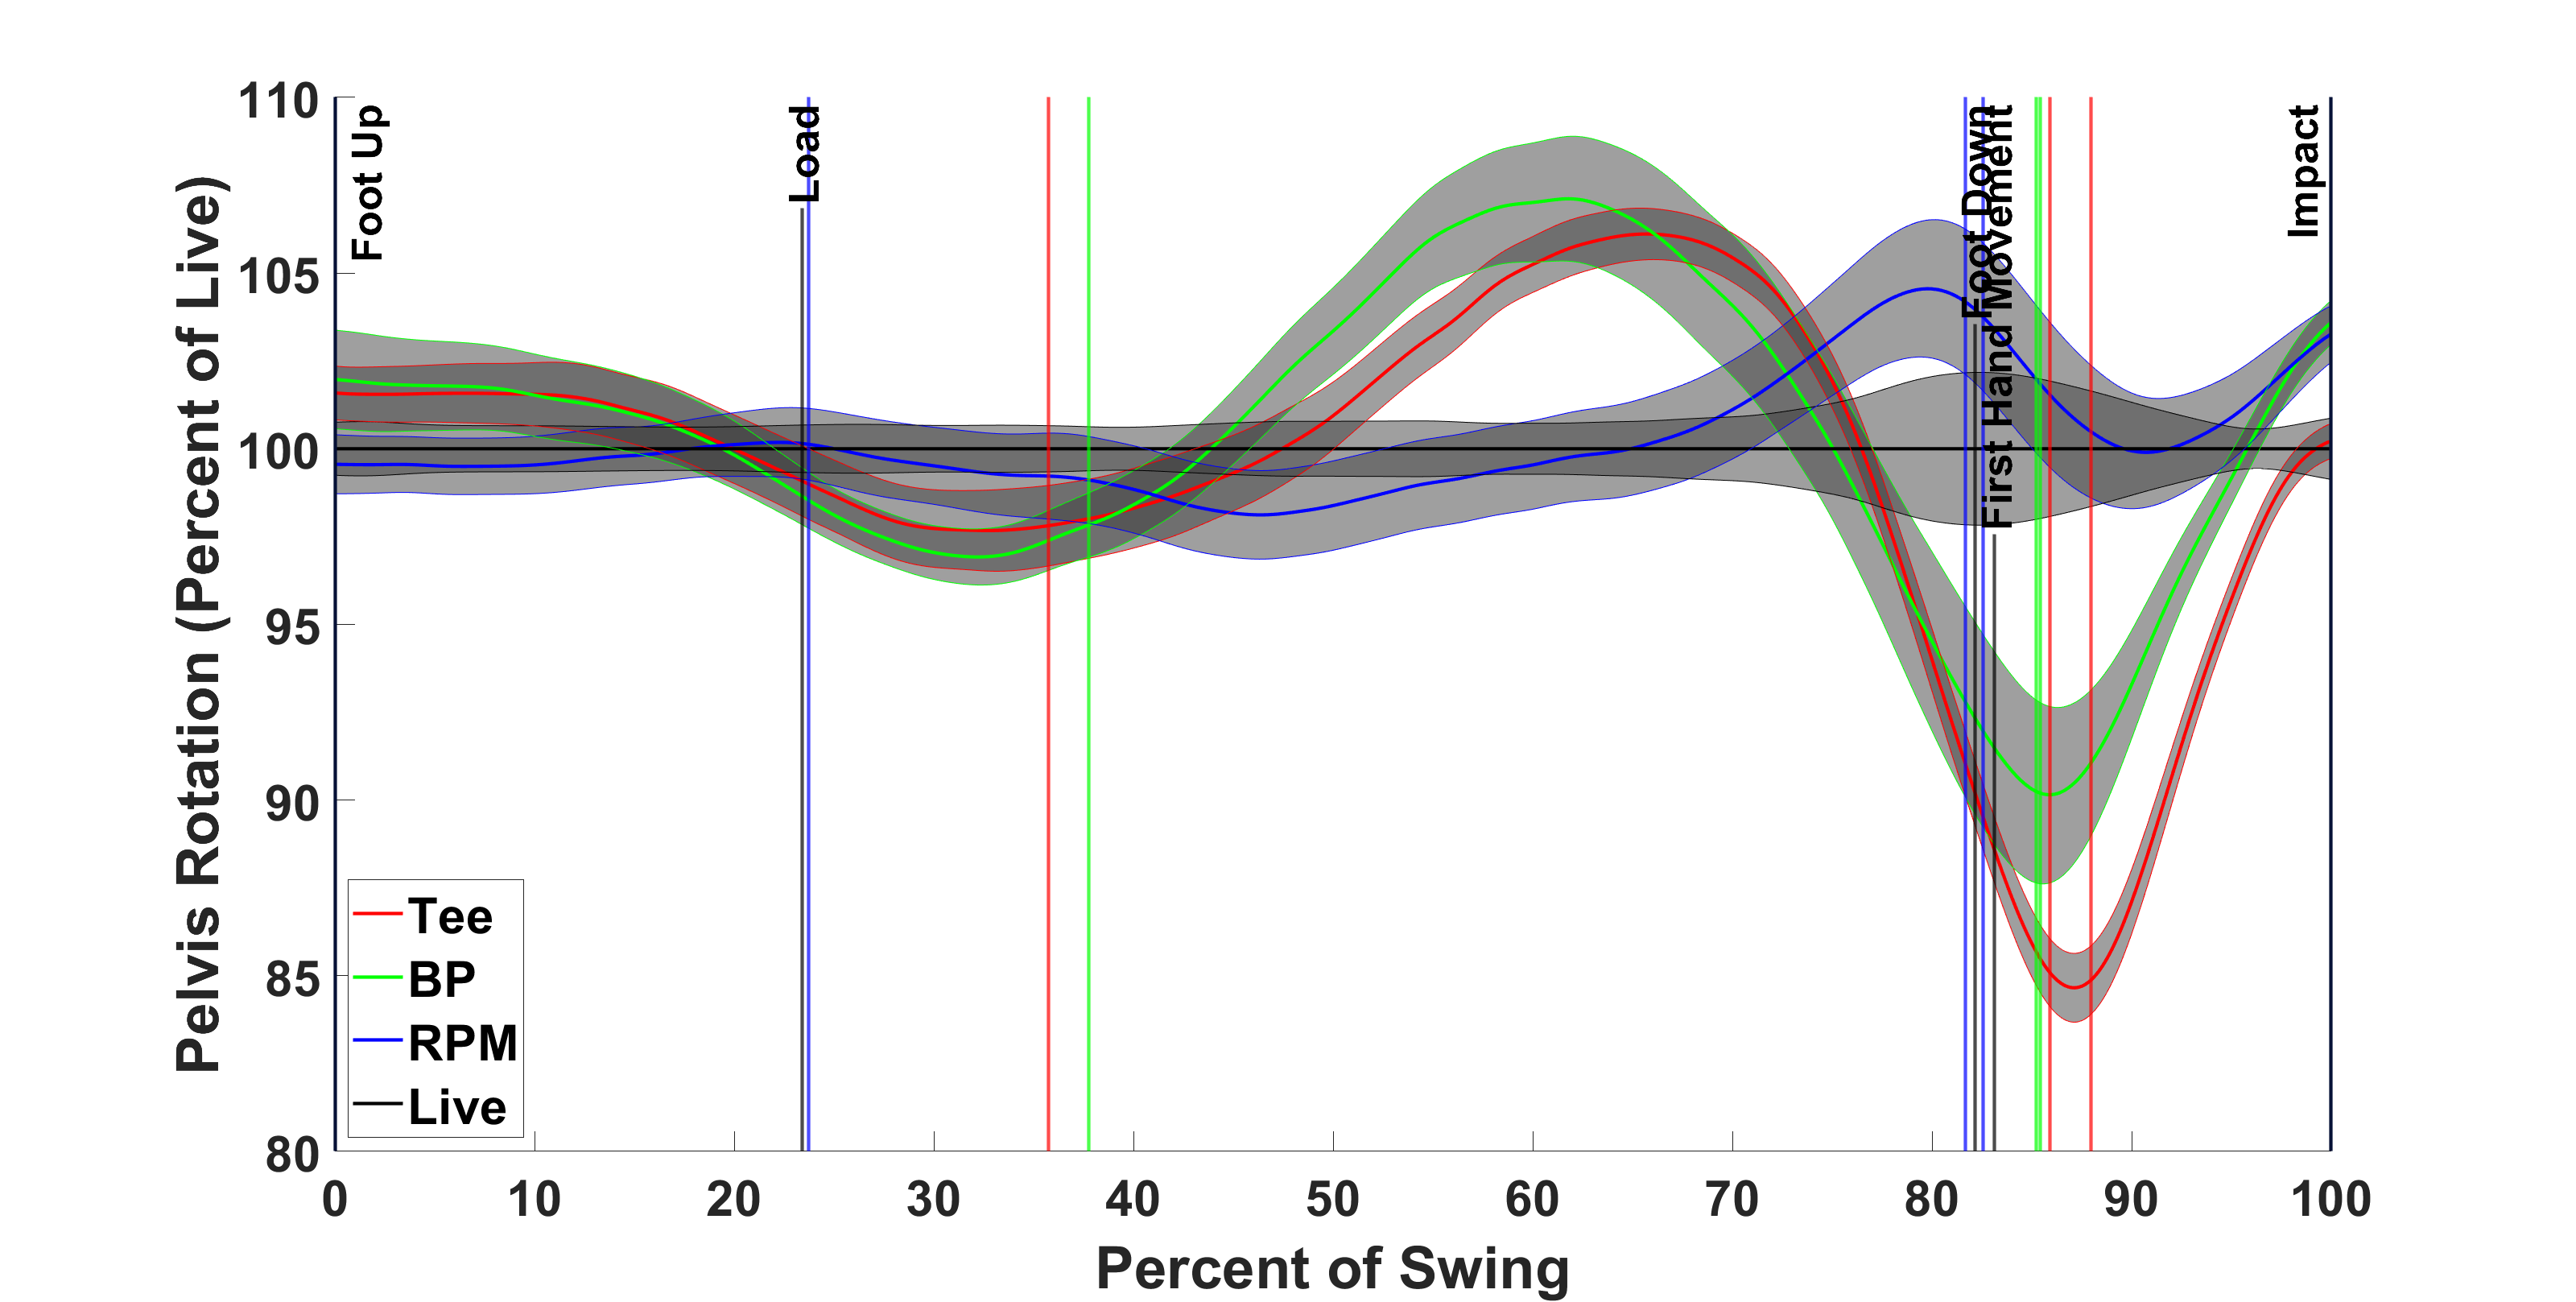 Pelvis Rotation (Percent of Live)
110
105
100
95
90
85
80
Foot Up
Load
Foot Down
First Hand Movement
Impact
Tee
BP
RPM
Live
0 10 20 30 40 50 60 70 80 90 100
Percent of Swing